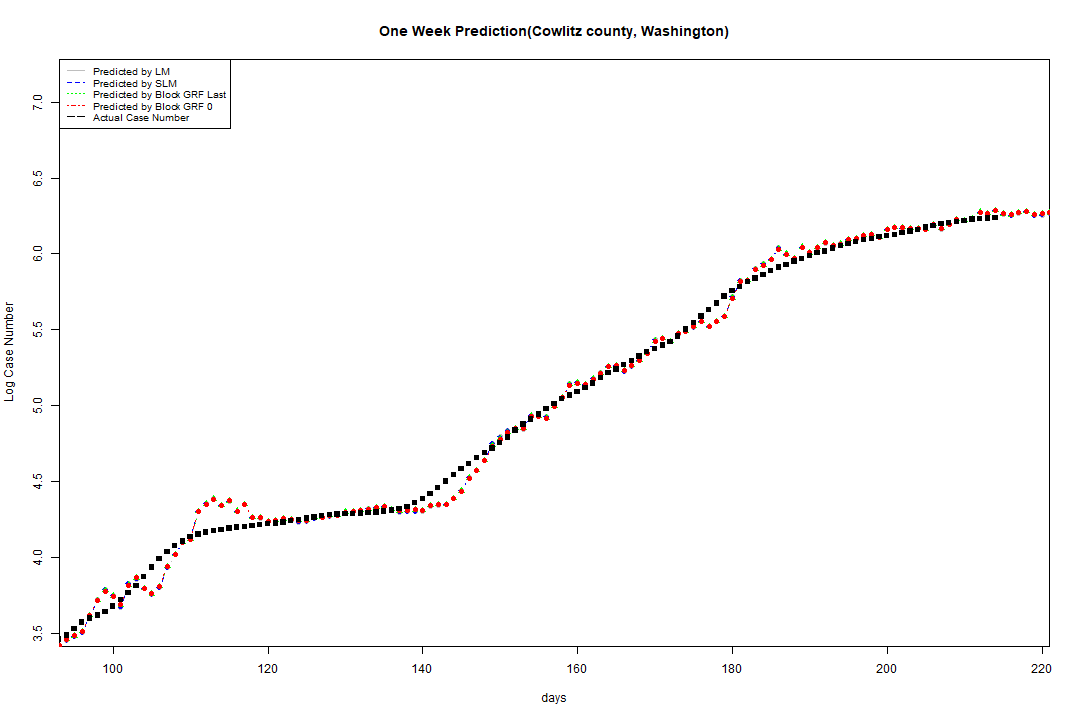 One Week Prediction(Cowlitz county, Washington)
Predicted by LM
Predicted by SLM
Predicted by Block GRF Last
Predicted by Block GRF 0
Actual Case Number
7.0
6.5
6.0
5.5
5.0
4.5
4.0
3.5
Log Case Number
100 120 140 160 180 200 220
days